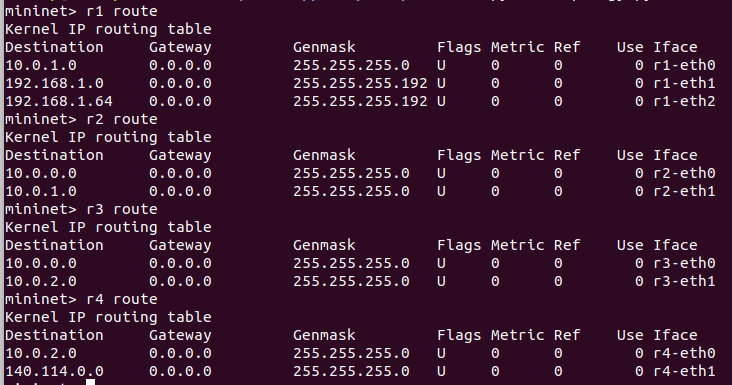 mininet> r1 route
Kernel IP routing table
Destination     Gateway         Genmask         Flags Metric Ref    Use Iface
10.0.1.0        0.0.0.0         255.255.255.0   U     0      0        0 r1-eth0
192.168.1.0     0.0.0.0         255.255.255.192 U     0      0        0 r1-eth1
192.168.1.64    0.0.0.0         255.255.255.192 U     0      0        0 r1-eth2
mininet> r2 route
Kernel IP routing table
Destination     Gateway         Genmask         Flags Metric Ref    Use Iface
10.0.0.0        0.0.0.0         255.255.255.0   U     0      0        0 r2-eth0
10.0.1.0        0.0.0.0         255.255.255.0   U     0      0        0 r2-eth1
mininet> r3 route
Kernel IP routing table
Destination     Gateway         Genmask         Flags Metric Ref    Use Iface
10.0.0.0        0.0.0.0         255.255.255.0   U     0      0        0 r3-eth0
10.0.2.0        0.0.0.0         255.255.255.0   U     0      0        0 r3-eth1
mininet> r4 route
Kernel IP routing table
Destination     Gateway         Genmask         Flags Metric Ref    Use Iface
10.0.2.0        0.0.0.0         255.255.255.0   U     0      0        0 r4-eth0
140.114.0.0     0.0.0.0         255.255.255.0   U     0      0        0 r4-eth1